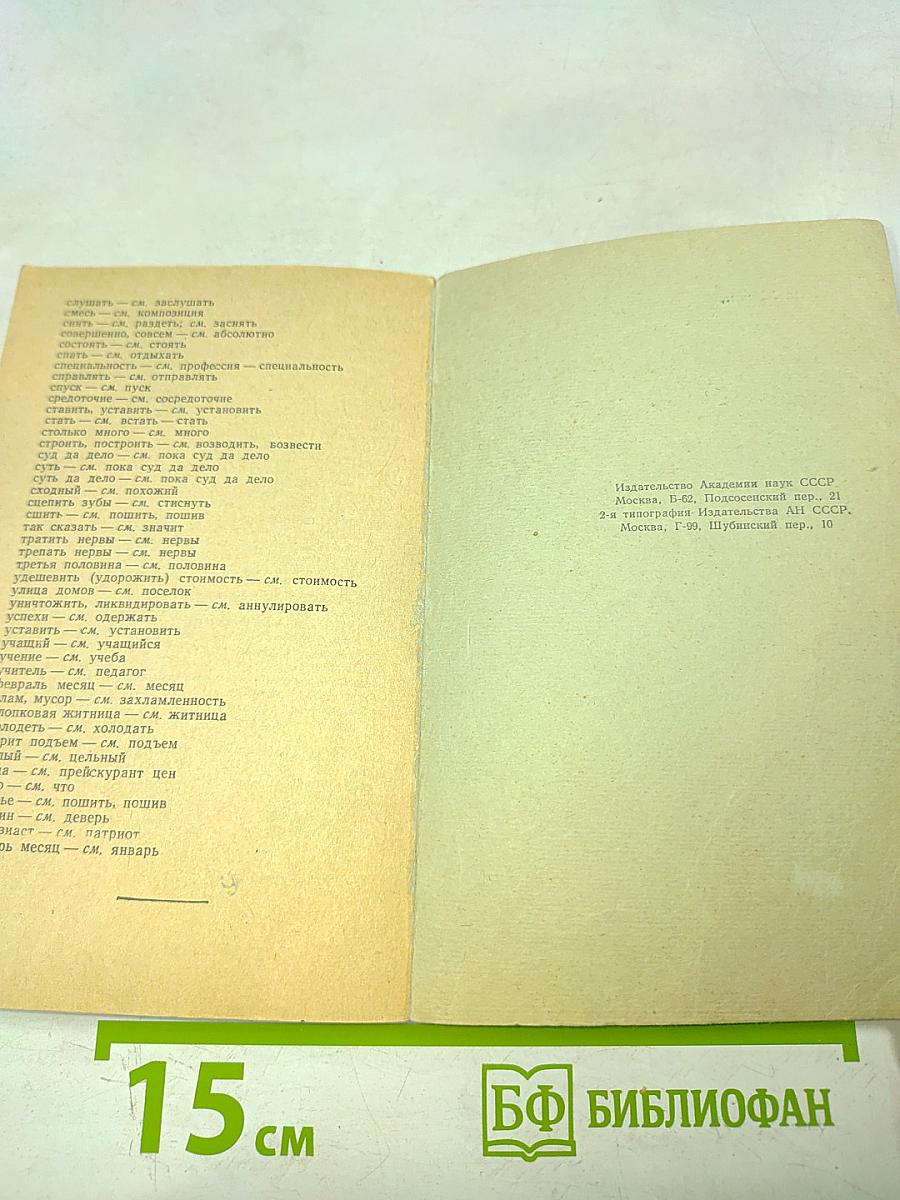 слушать — см. заслушать
смесь — см. композиция
снять — см. раздеть; см. заснять
совершенно, совсем — см. абсолютно
состоять — см. стоять
спать — см. отдыхать
специальность — см. профессия — специальность
справлять — см. отправлять
спуск — см. пуск
средоточие — см. сосредоточие
ставить, уставить — см. установить
стать — см. встать — стать
столько много — см. много
строить, построить — см. возводить, возвести
суд да дело — см. пока суд да дело
суть — см. пока суд да дело
суть да дело — см. пока суд да дело
сходный — см. похожий
сцепить зубы — см. стиснуть
сшить — см. пошить, пошив
так сказать — см. значит
тратить нервы — см. нервы
трепать нервы — см. нервы
третья половина — см. половина
удешевить (удорожить) стоимость — см. стоимость
улица домов — см. поселок
уничтожить, ликвидировать — см. аннулировать
успехи — см. одержать
уставить — см. установить
учащий — см. учащийся
учение — см. учеба
учитель — см. педагог
февраль месяц — см. месяц
лам, мусор — см. захламленность
лопковая житница — см. житница
олодеть — см. холодать
рит подъем — см. подъем
лый — см. цельный
а — см. прейскурант цен
о — см. что
ье — см. пошить, пошив
ин — см. деверь
зиаст — см. патриот
рь месяц — см. январь
Издательство Академии наук СССР
Москва, Б-62, Подсосенский пер., 21
2-я типография Издательства АН СССР.
Москва, Г-99, Шубинский пер., 10
15 см
БФ БИБЛИОФАН